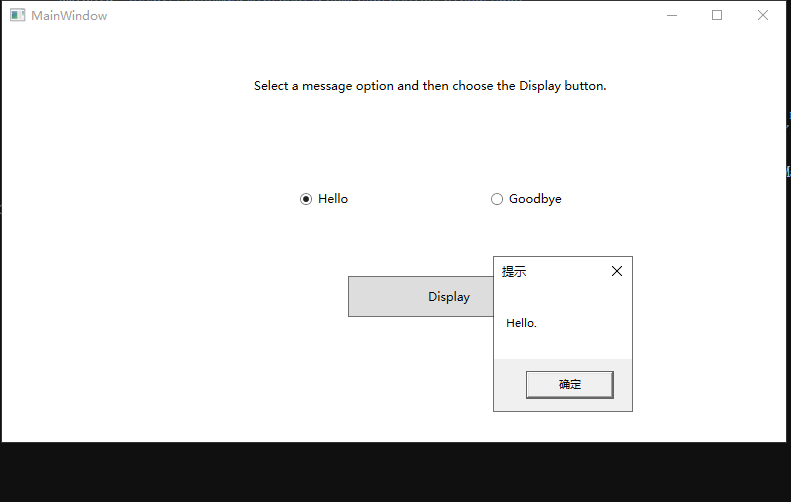 MainWindow
Select a message option and then choose the Display button.
Hello
Goodbye
Display
提示
Hello.
确定